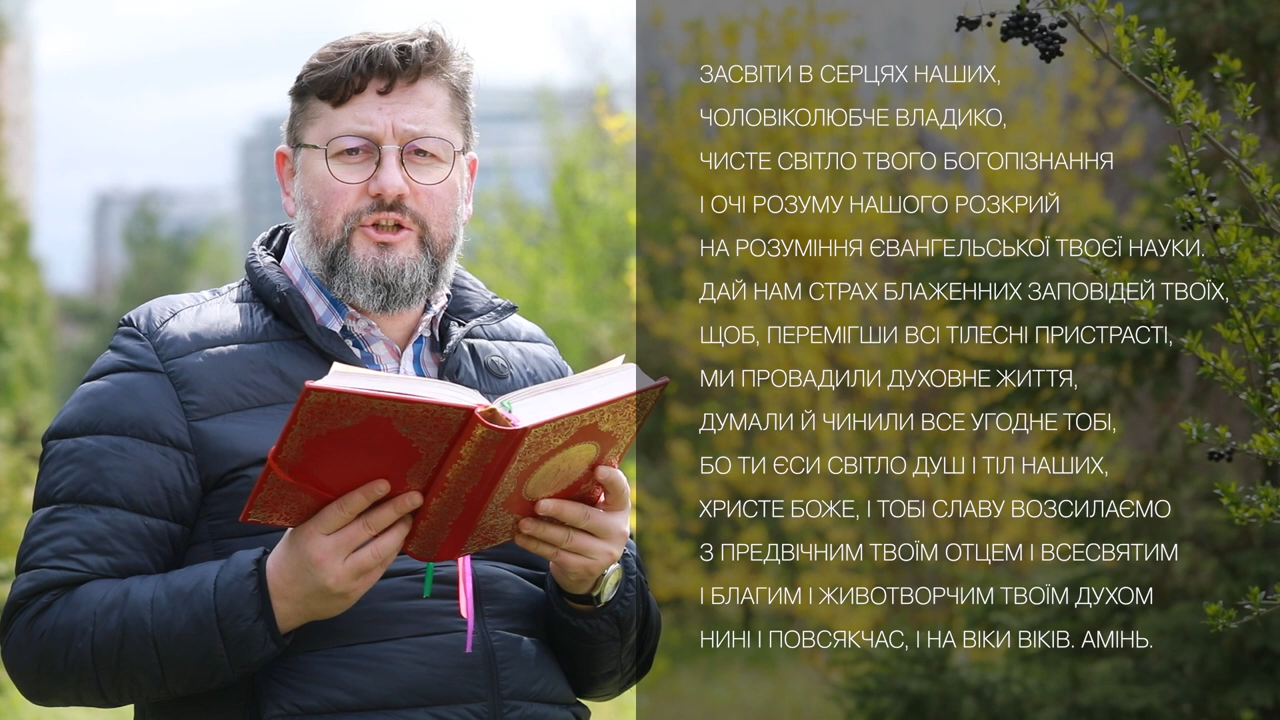 ЗАСВІТИ В СЕРЦЯХ НАШИХ,
ЧОЛОВІКОЛЮБЧЕ ВЛАДИКО,
ЧИСТЕ СВІТЛО ТВОГО БОГОПІЗНАННЯ
І ОЧІ РОЗУМУ НАШОГО РОЗКРИЙ
НА РОЗУМІННЯ ЄВАНГЕЛЬСЬКОЇ ТВОЄЇ НАУКИ.
ДАЙ НАМ СТРАХ БЛАЖЕННИХ ЗАПОВІДЕЙ ТВОЇХ,
ЩОБ, ПЕРЕМІГШИ ВСІ ТІЛЕСНІ ПРИСТРАСТІ,
МИ ПРОВАДИЛИ ДУХОВНЕ ЖИТТЯ,
ДУМАЛИ Й ЧИНИЛИ ВСЕ УГОДНЕ ТОБІ,
БО ТИ ЄСИ СВІТЛО ДУШ І ТІЛ НАШИХ,
ХРИСТЕ БОЖЕ, І ТОБІ СЛАВУ ВОЗСИЛАЄМО
З ПРЕДВІЧНИМ ТВОЇМ ОТЦЕМ І ВСЕСВЯТИМ
І БЛАГИМ І ЖИВОТВОРЧИМ ТВОЇМ ДУХОМ
НИНІ І ПОВСЯКЧАС, І НА ВІКИ ВІКІВ. АМІНЬ.